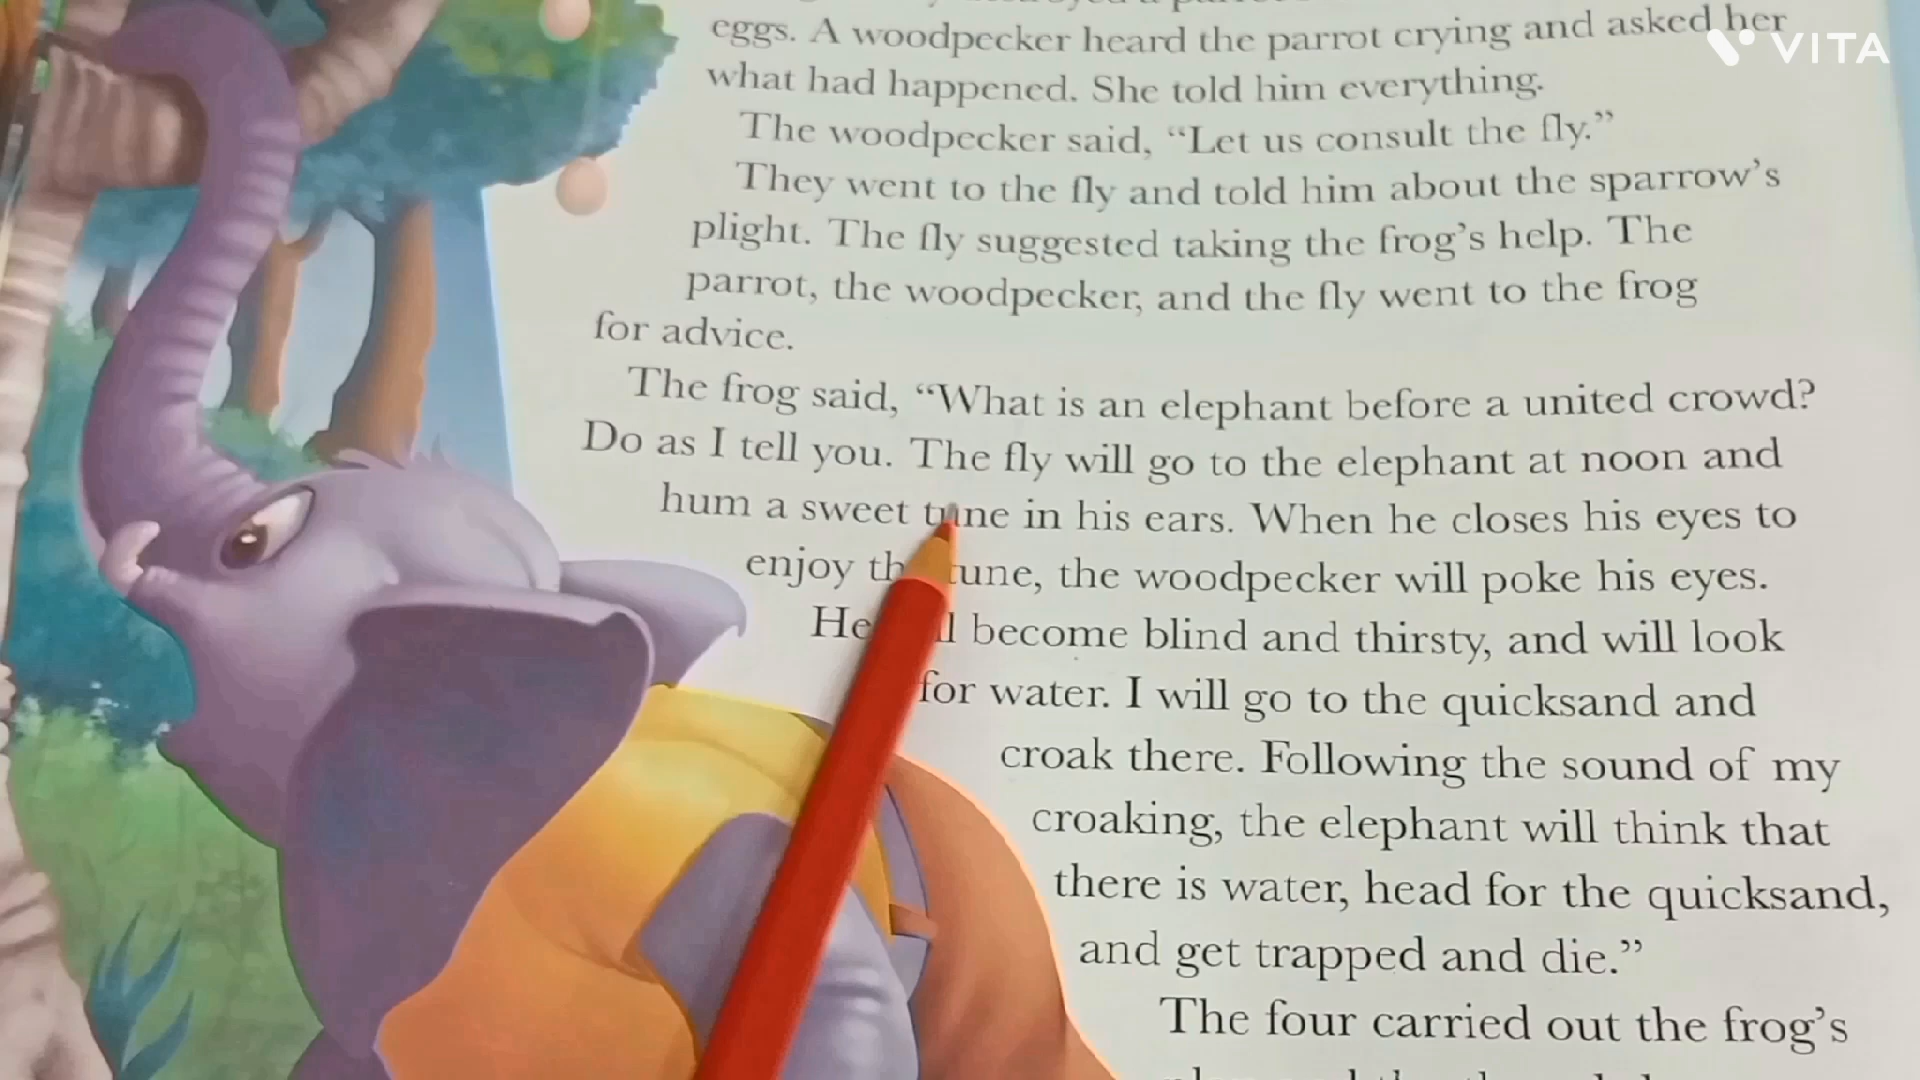 eggs. A woodpecker heard the parrot crying and asked her
VITA
what had happened. She told him everything.
The woodpecker said, “Let us consult the fly.”
They went to the fly and told him about the sparrow’s
plight. The fly suggested taking the frog’s help. The
parrot, the woodpecker, and the fly went to the frog
for advice.
The frog said, “What is an elephant before a united crowd?
Do as I tell you. The fly will go to the elephant at noon and
hum a sweet tune in his ears. When he closes his eyes to
enjoy tune, the woodpecker will poke his eyes.
He become blind and thirsty, and will look
for water. I will go to the quicksand and
croak there. Following the sound of my
croaking, the elephant will think that
there is water, head for the quicksand,
and get trapped and die.”
The four carried out the frog’s